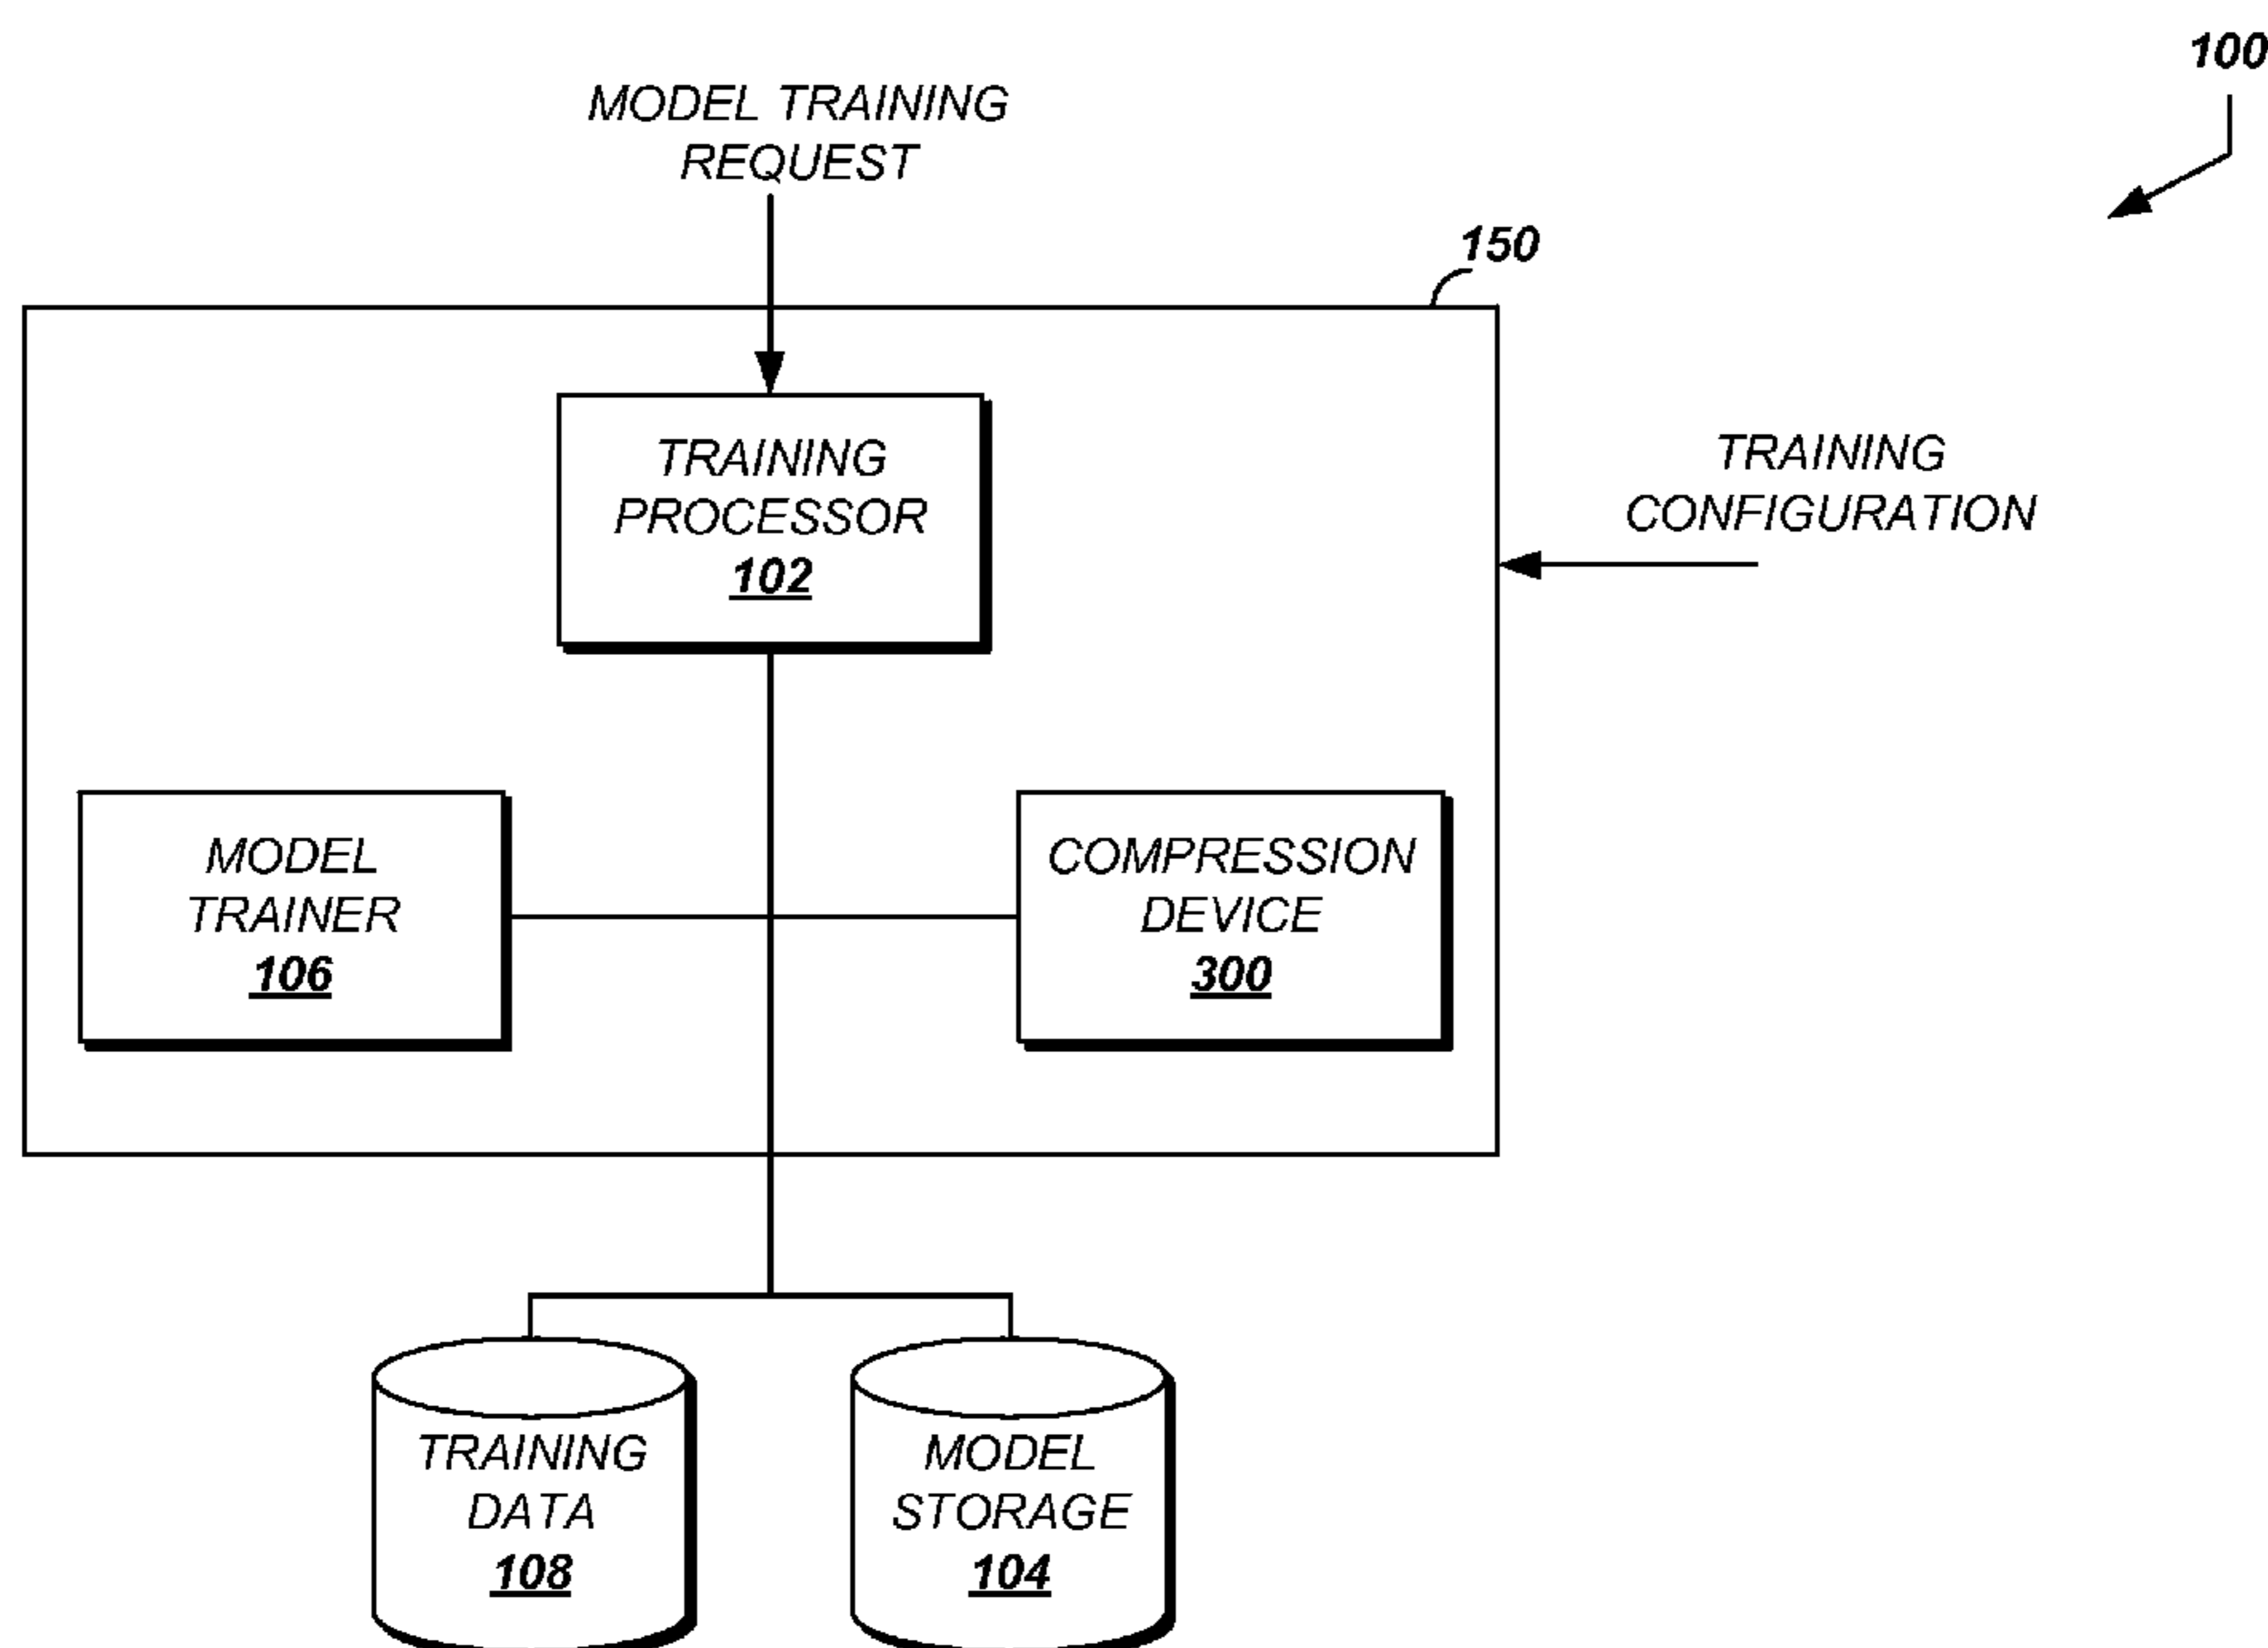 100
MODEL TRAINING
REQUEST
150
TRAINING
PROCESSOR
102
TRAINING
CONFIGURATION
MODEL
TRAINER
106
COMPRESSION
DEVICE
300
TRAINING
DATA
108
MODEL
STORAGE
104